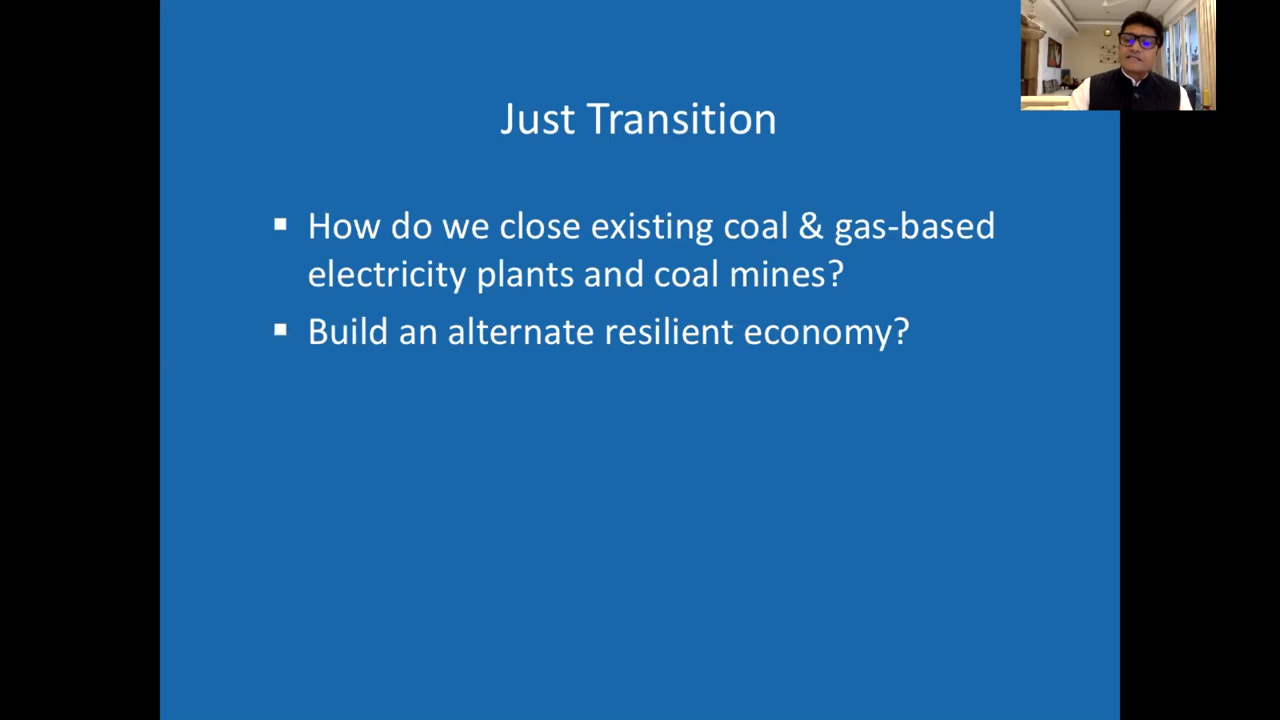 Just Transition
▪ How do we close existing coal & gas-based
electricity plants and coal mines?
▪ Build an alternate resilient economy?